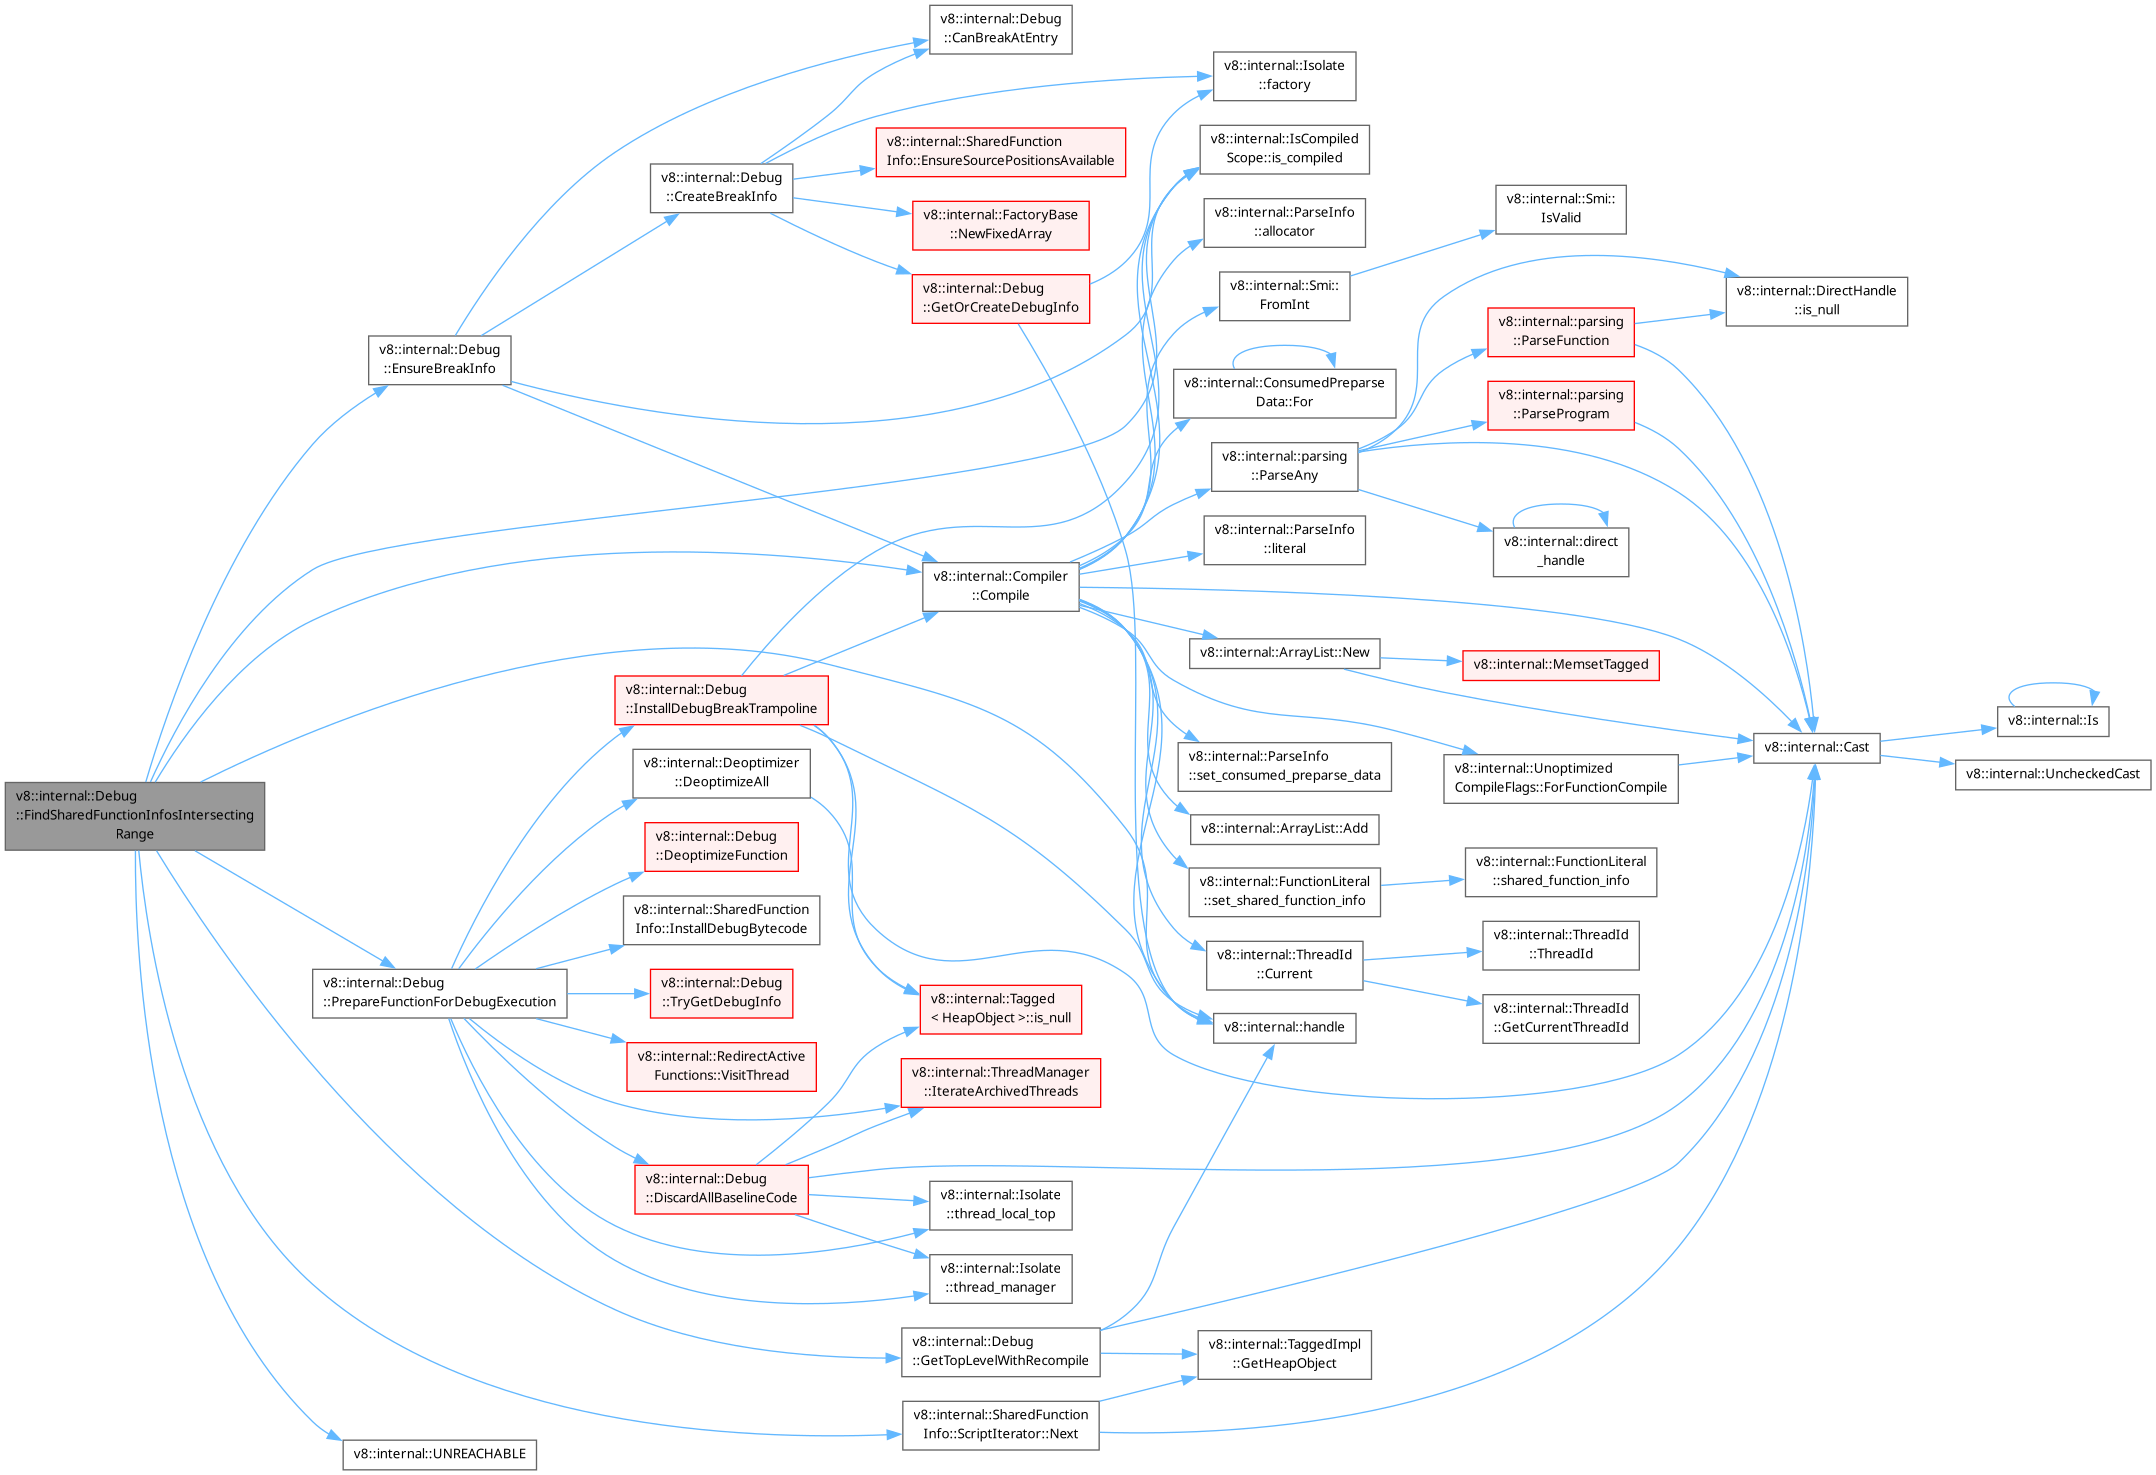 v8::internal::Debug
::FindSharedFunctionInfosIntersecting
Range
v8::internal::Debug
::EnsureBreakInfo
v8::internal::Debug
::PrepareFunctionForDebugExecution
v8::internal::UNREACHABLE
v8::internal::Debug
::CreateBreakInfo
v8::internal::Debug
::InstallDebugBreakTrampoline
v8::internal::Deoptimizer
::DeoptimizeAll
v8::internal::Debug
::DeoptimizeFunction
v8::internal::SharedFunction
Info::InstallDebugBytecode
v8::internal::Debug
::TryGetDebugInfo
v8::internal::RedirectActive
Functions::VisitThread
v8::internal::Debug
::DiscardAllBaselineCode
v8::internal::Debug
::CanBreakAtEntry
v8::internal::SharedFunction
Info::EnsureSourcePositionsAvailable
v8::internal::FactoryBase
::NewFixedArray
v8::internal::Debug
::GetOrCreateDebugInfo
v8::internal::Compiler
::Compile
v8::internal::Tagged
< HeapObject >::is_null
v8::internal::ThreadManager
::IterateArchivedThreads
v8::internal::Isolate
::thread_local_top
v8::internal::Isolate
::thread_manager
v8::internal::Debug
::GetTopLevelWithRecompile
v8::internal::SharedFunction
Info::ScriptIterator::Next
v8::internal::Isolate
::factory
v8::internal::IsCompiled
Scope::is_compiled
v8::internal::ParseInfo
::allocator
v8::internal::Smi::
FromInt
v8::internal::ConsumedPreparse
Data::For
v8::internal::parsing
::ParseAny
v8::internal::ParseInfo
::literal
v8::internal::ArrayList::New
v8::internal::ParseInfo
::set_consumed_preparse_data
v8::internal::ArrayList::Add
v8::internal::FunctionLiteral
::set_shared_function_info
v8::internal::ThreadId
::Current
v8::internal::handle
v8::internal::TaggedImpl
::GetHeapObject
v8::internal::Smi::
IsValid
v8::internal::parsing
::ParseFunction
v8::internal::parsing
::ParseProgram
v8::internal::direct
_handle
v8::internal::MemsetTagged
v8::internal::Unoptimized
CompileFlags::ForFunctionCompile
v8::internal::FunctionLiteral
::shared_function_info
v8::internal::ThreadId
::ThreadId
v8::internal::ThreadId
::GetCurrentThreadId
v8::internal::DirectHandle
::is_null
v8::internal::Cast
v8::internal::Is
v8::internal::UncheckedCast